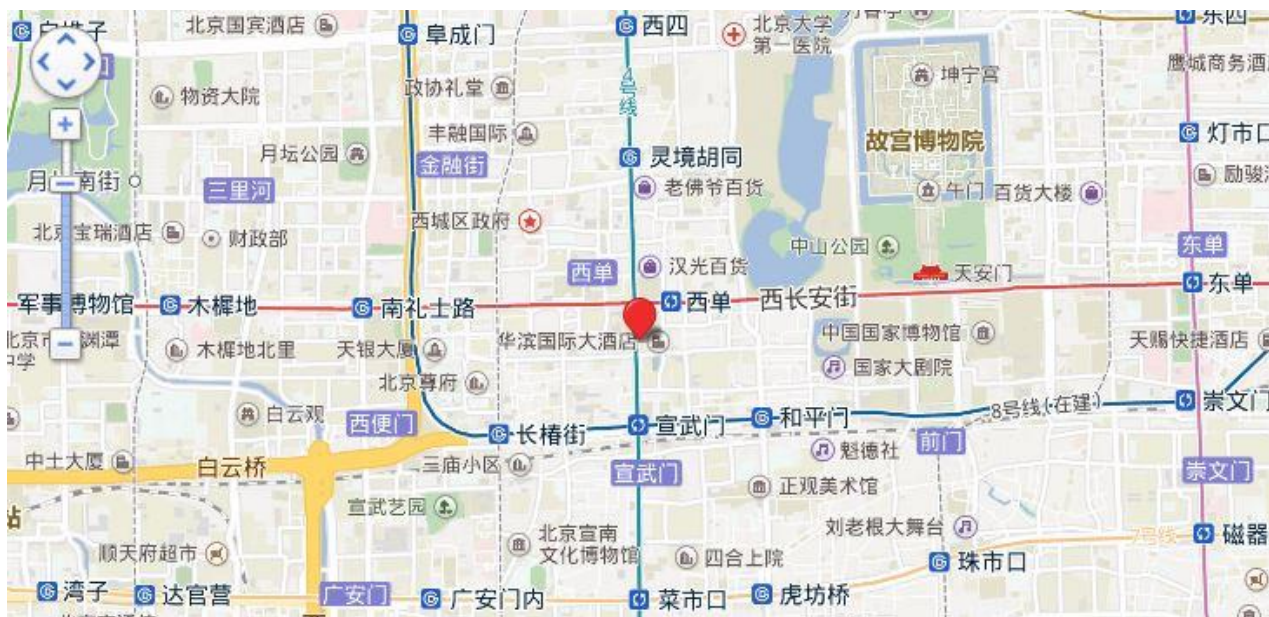 北京国宾酒店
阜成门
西四
北京大学
第一医院
东四
坤宁宫
鹰城商务酒
政协礼堂
物资大院
4号线
丰融国际
故宫博物院
灯市口
月坛公园
金融街
灵境胡同
三里河
南街
老佛爷百货
午门
百货大楼
励骏
西城区政府
北京宝瑞酒店
财政部
中山公园
东单
西单
汉光百货
天安门
东单
军事博物馆
木樨地
南礼士路
西单
西长安街
华滨国际大酒店
中国国家博物馆
天赐快捷酒店
北京市
渊潭
中学
木樨地北里
天银大厦
国家大剧院
北京尊府
白云观
西便门
长椿街
宣武门
和平门
8号线(在建)
崇文门
中土大厦
白云桥
三庙小区
宣武门
魁德社
前门
崇文门
正观美术馆
站
宣武艺园
北京宣南
文化博物馆
四合上院
刘老根大舞台
7号线
磁器
顺天府超市
珠市口
湾子
达官营
广安门
广安门内
菜市口
虎坊桥